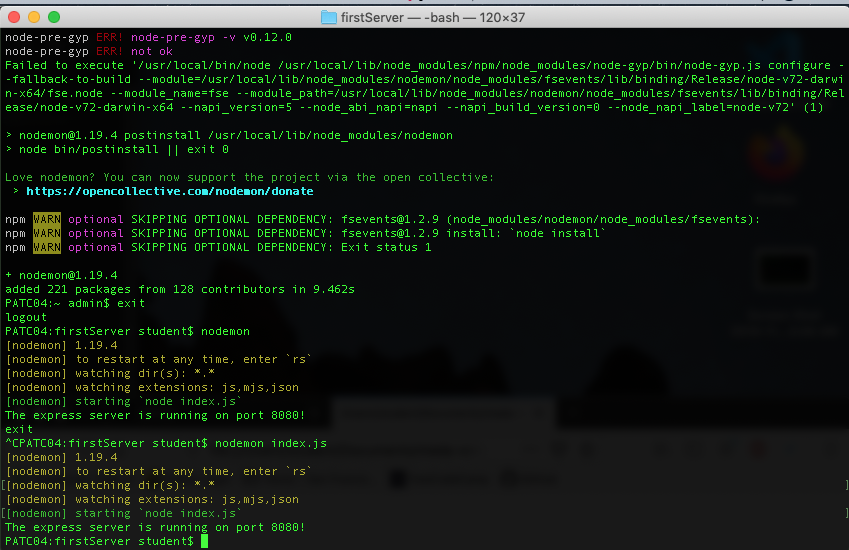 firstServer — -bash — 120×37
node-pre-gyp ERR! node-pre-gyp -v v0.12.0
node-pre-gyp ERR! not ok
Failed to execute '/usr/local/bin/node /usr/local/lib/node_modules/npm/node_modules/node-gyp/bin/node-gyp.js configure -
-fallback-to-build --module=/usr/local/lib/node_modules/nodemon/node_modules/fsevents/lib/binding/Release/node-v72-darwi
n-x64/fse.node --module_name=fse --module_path=/usr/local/lib/node_modules/nodemon/node_modules/fsevents/lib/binding/Rel
ease/node-v72-darwin-x64 --napi_version=5 --node_abi_napi=napi --napi_build_version=0 --node_napi_label=node-v72' (1)
> nodemon@1.19.4 postinstall /usr/local/lib/node_modules/nodemon
> node bin/postinstall || exit 0
Love nodemon? You can now support the project via the open collective:
> https://opencollective.com/nodemon/donate
npm WARN optional SKIPPING OPTIONAL DEPENDENCY: fsevents@1.2.9 (node_modules/nodemon/node_modules/fsevents):
npm WARN optional SKIPPING OPTIONAL DEPENDENCY: fsevents@1.2.9 install: `node install`
npm WARN optional SKIPPING OPTIONAL DEPENDENCY: Exit status 1
+ nodemon@1.19.4
added 221 packages from 128 contributors in 9.462s
PATC04:~ admin$ exit
logout
PATC04:firstServer student$ nodemon
[nodemon] 1.19.4
[nodemon] to restart at any time, enter `rs`
[nodemon] watching dir(s): *.*
[nodemon] watching extensions: js,mjs,json
[nodemon] starting `node index.js`
The express server is running on port 8080!
exit
^CPATC04:firstServer student$ nodemon index.js
[nodemon] 1.19.4
[nodemon] to restart at any time, enter `rs`
[[nodemon] watching dir(s): *.* ]
[nodemon] watching extensions: js,mjs,json
[[nodemon] starting `node index.js` ]
The express server is running on port 8080!
PATC04:firstServer student$